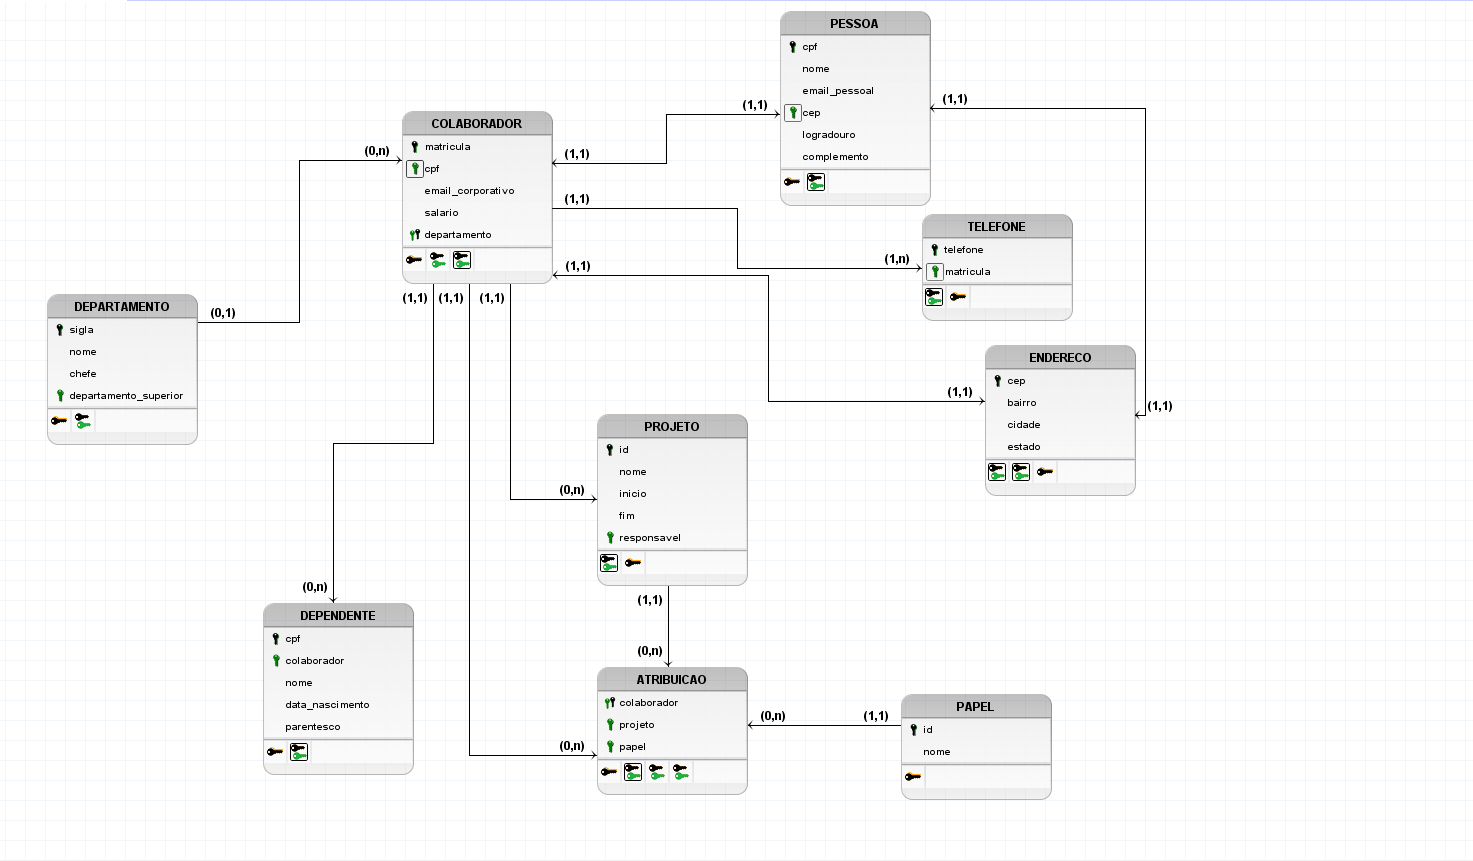 PESSOA
cpf
nome
email_pessoal
cep
logradouro
complemento
(1,1)
(1,1)
COLABORADOR
matricula
cpf
email_corporativo
salario
departamento
(0,n)
(1,1)
(1,1)
(1,1)
(1,1)
(1,1)
(1,1)
TELEFONE
telefone
matricula
(1,n)
DEPARTAMENTO
sigla
nome
chefe
departamento_superior
(0,1)
ENDERECO
cep
bairro
cidade
estado
(1,1)
(1,1)
PROJETO
id
nome
inicio
fim
responsavel
(0,n)
(1,1)
DEPENDENTE
cpf
colaborador
nome
data_nascimento
parentesco
(0,n)
(0,n)
ATRIBUICAO
colaborador
projeto
papel
(0,n)
(0,n)
(1,1)
PAPEL
id
nome